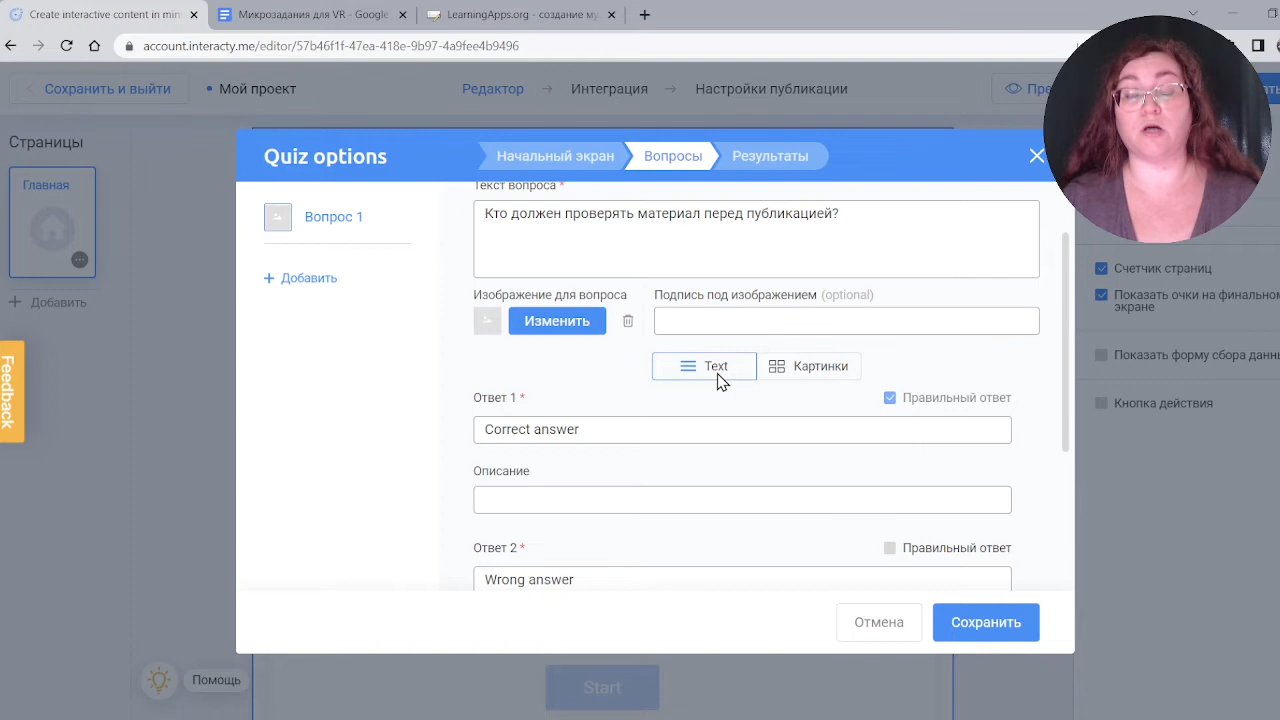 Create interactive content in min
Микрозадания для VR - Google
LearningApps.org - создание му
account.interacty.me/editor/57b46f1f-47ea-418e-9b97-4a9fee4b9496
Сохранить и выйти
Мой проект
Редактор
Интеграция
Настройки публикации
Страницы
Главная
Добавить
Feedback
Quiz options
Начальный экран
Вопросы
Результаты
Вопрос 1
+ Добавить
Текст вопроса *
Кто должен проверять материал перед публикацией?
Изображение для вопроса
Подпись под изображением (optional)
Изменить
Text
Картинки
Ответ 1 *
Правильный ответ
Correct answer
Описание
Ответ 2 *
Правильный ответ
Wrong answer
Отмена
Сохранить
Счетчик страниц
Показать очки на финальном
экране
Показать форму сбора данн
Кнопка действия
Помощь
Start